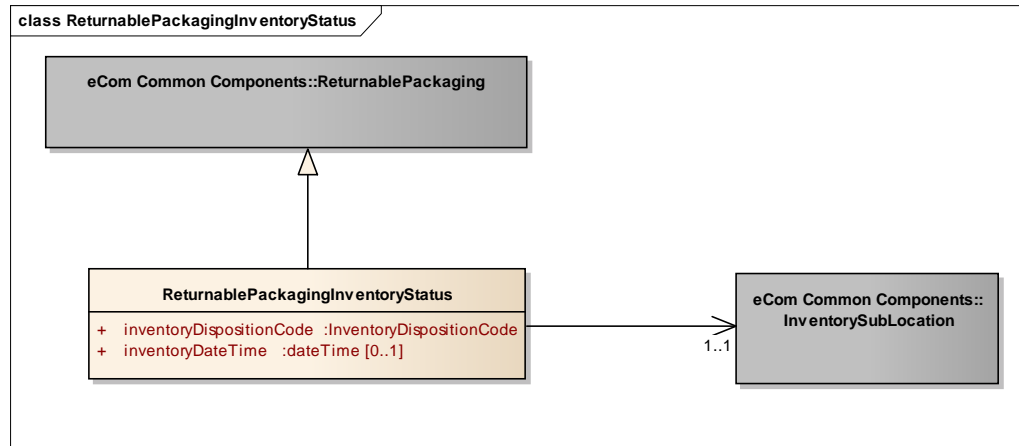 class ReturnablePackagingInventoryStatus
eCom Common Components::ReturnablePackaging
ReturnablePackagingInventoryStatus
+ inventoryDispositionCode :InventoryDispositionCode
+ inventoryDateTime :dateTime [0..1]
eCom Common Components::
InventorySubLocation
1..1